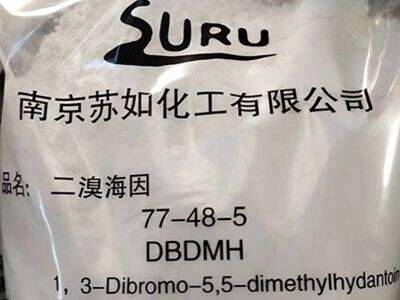 SURU
南京苏如化工有限公司
品名: 二溴海因
77-48-5
DBDMH
1, 3-Dibromo-5,5-dimethylhydantoin